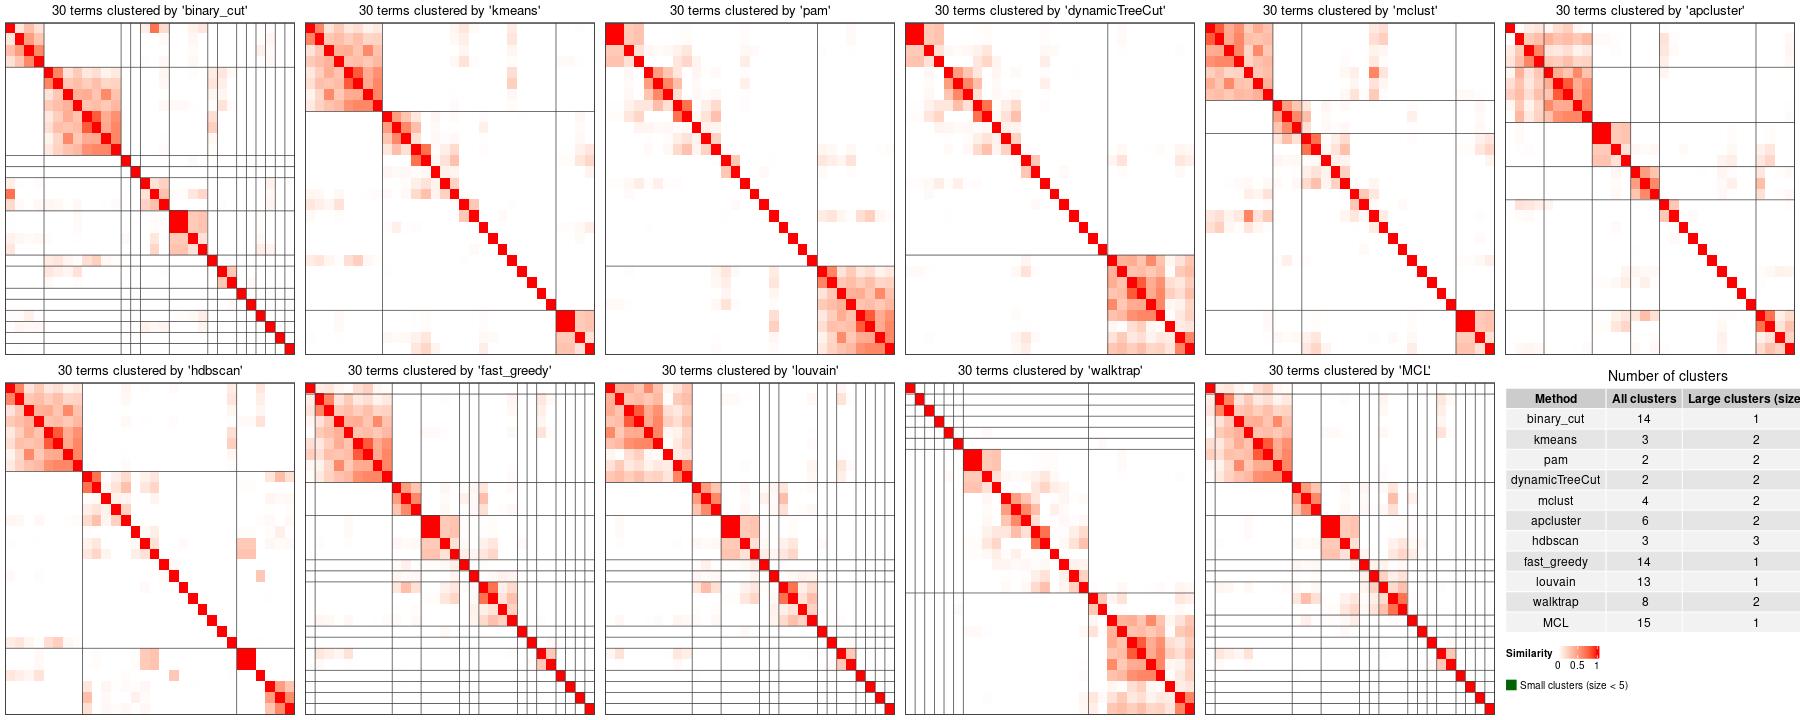 30 terms clustered by 'binary_cut'
30 terms clustered by 'kmeans'
30 terms clustered by 'pam'
30 terms clustered by 'dynamicTreeCut'
30 terms clustered by 'mclust'
30 terms clustered by 'apcluster'
30 terms clustered by 'hdbscan'
30 terms clustered by 'fast_greedy'
30 terms clustered by 'louvain'
30 terms clustered by 'walktrap'
30 terms clustered by 'MCL'
Number of clusters
Method All clusters Large clusters (size
binary_cut 14 1
kmeans 3 2
pam 2 2
dynamicTreeCut 2 2
mclust 4 2
apcluster 6 2
hdbscan 3 3
fast_greedy 14 1
louvain 13 1
walktrap 8 2
MCL 15 1
Similarity
0 0.5 1
Small clusters (size < 5)